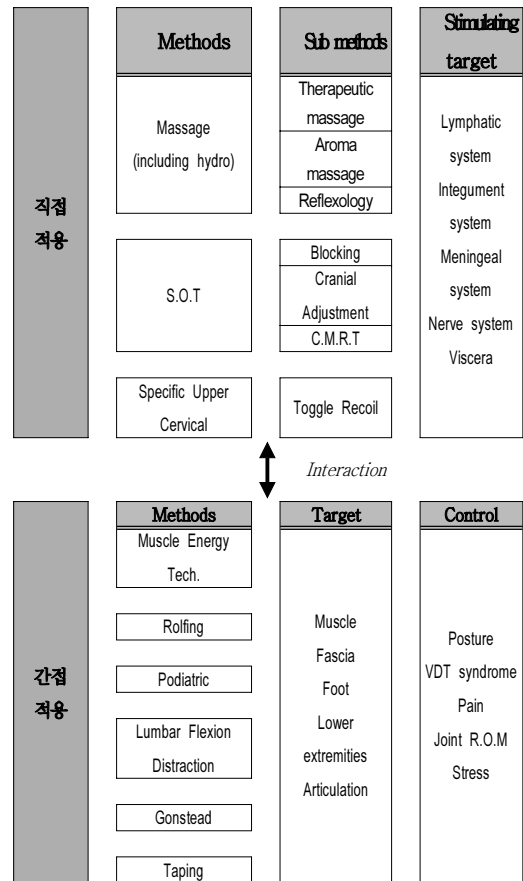 Methods
Sub methods
Stimulating
target
직접
적용
Massage
(including hydro)
Therapeutic
massage
Aroma
massage
Reflexology
S.O.T
Blocking
Cranial
Adjustment
C.M.R.T
Specific Upper
Cervical
Toggle Recoil
Lymphatic
system
Integument
system
Meningeal
system
Nerve system
Viscera
Interaction
Methods
Target
Control
간접
적용
Muscle Energy
Tech.
Rolfing
Podiatric
Lumbar Flexion
Distraction
Gonstead
Taping
Muscle
Fascia
Foot
Lower
extremities
Articulation
Posture
VDT syndrome
Pain
Joint R.O.M
Stress